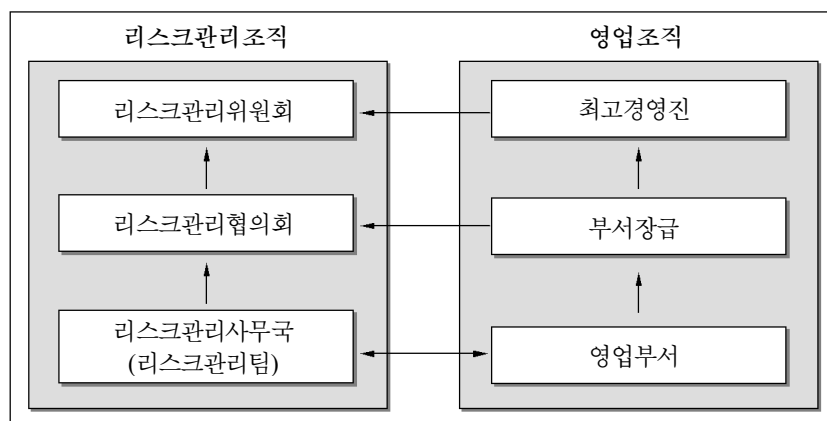 리스크관리조직
영업조직
리스크관리위원회
최고경영진
리스크관리협의회
부서장급
리스크관리사무국
(리스크관리팀)
영업부서